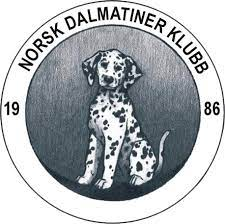 NORSK DALMATINER KLUBB
19 86